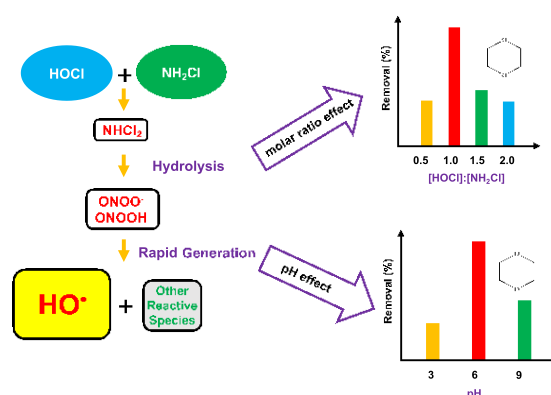 HOCl
+
NH₂Cl
NHCl₂
Hydrolysis
ONOO⁻
ONOOH
Rapid Generation
HO•
+
Other
Reactive
Species
molar ratio effect
pH effect
Removal (%)
0.5 1.0 1.5 2.0
[HOCl]:[NH₂Cl]
Removal (%)
3 6 9
pH